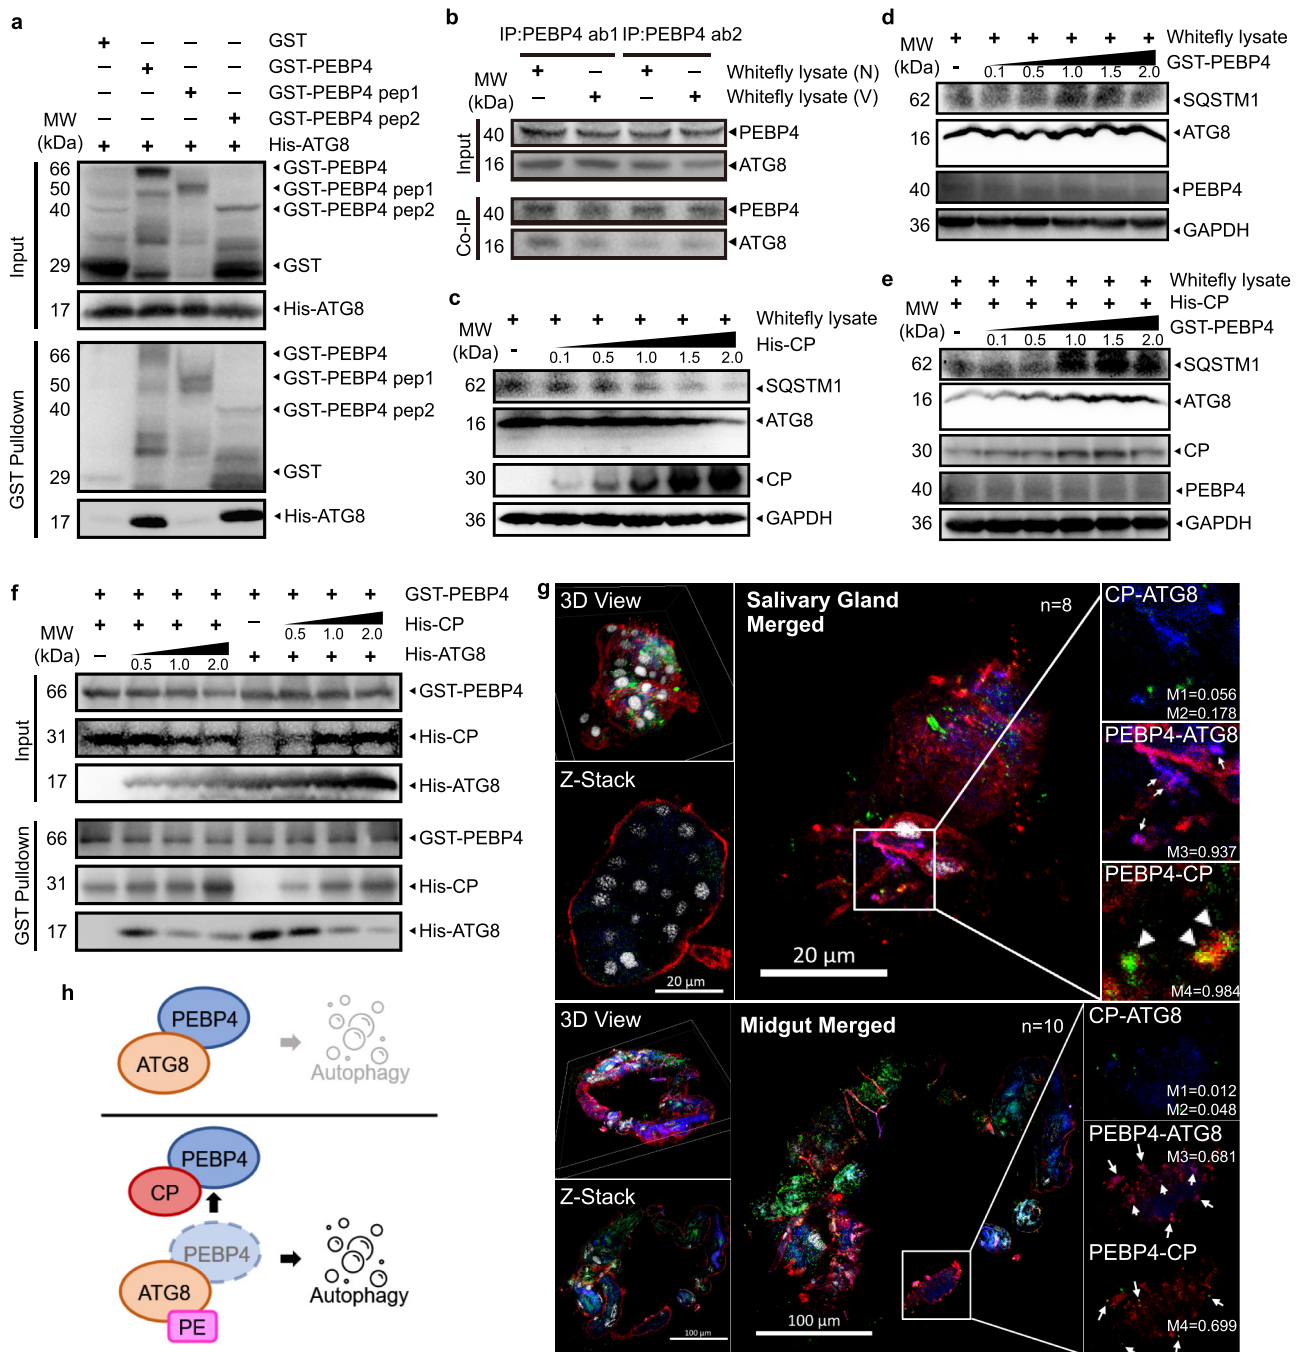 a
+ – – – GST
– + – – GST-PEBP4
– – + – GST-PEBP4 pep1
– – – + GST-PEBP4 pep2
MW
(kDa)
+ + + + His-ATG8
Input
66 GST-PEBP4
50 GST-PEBP4 pep1
40 GST-PEBP4 pep2
29 GST
17 His-ATG8
GST Pulldown
66 GST-PEBP4
50 GST-PEBP4 pep1
40 GST-PEBP4 pep2
29 GST
17 His-ATG8
b
IP:PEBP4 ab1 IP:PEBP4 ab2
MW
(kDa)
+ – + – Whitefly lysate (N)
– + – + Whitefly lysate (V)
Input
40 PEBP4
16 ATG8
Co-IP
40 PEBP4
16 ATG8
c
MW
(kDa)
+ + + + + + Whitefly lysate
- 0.1 0.5 1.0 1.5 2.0 His-CP
62 SQSTM1
16 ATG8
30 CP
36 GAPDH
d
MW
(kDa)
+ + + + + + Whitefly lysate
- 0.1 0.5 1.0 1.5 2.0 GST-PEBP4
62 SQSTM1
16 ATG8
40 PEBP4
36 GAPDH
e
MW
(kDa)
+ + + + + + Whitefly lysate
+ + + + + + His-CP
- 0.1 0.5 1.0 1.5 2.0 GST-PEBP4
62 SQSTM1
16 ATG8
30 CP
40 PEBP4
36 GAPDH
f
MW
(kDa)
+ + + + + + + + GST-PEBP4
+ + + + – 0.5 1.0 2.0 His-CP
– 0.5 1.0 2.0 + + + + His-ATG8
Input
66 GST-PEBP4
31 His-CP
17 His-ATG8
GST Pulldown
66 GST-PEBP4
31 His-CP
17 His-ATG8
g
3D View
Z-Stack
20 µm
Salivary Gland
Merged
n=8
20 µm
CP-ATG8
M1=0.056
M2=0.178
PEBP4-ATG8
M3=0.937
PEBP4-CP
M4=0.984
3D View
Z-Stack
100 µm
Midgut Merged
n=10
100 µm
CP-ATG8
M1=0.012
M2=0.048
PEBP4-ATG8
M3=0.681
PEBP4-CP
M4=0.699
h
PEBP4
ATG8
Autophagy
PEBP4
CP
PEBP4
ATG8
PE
Autophagy